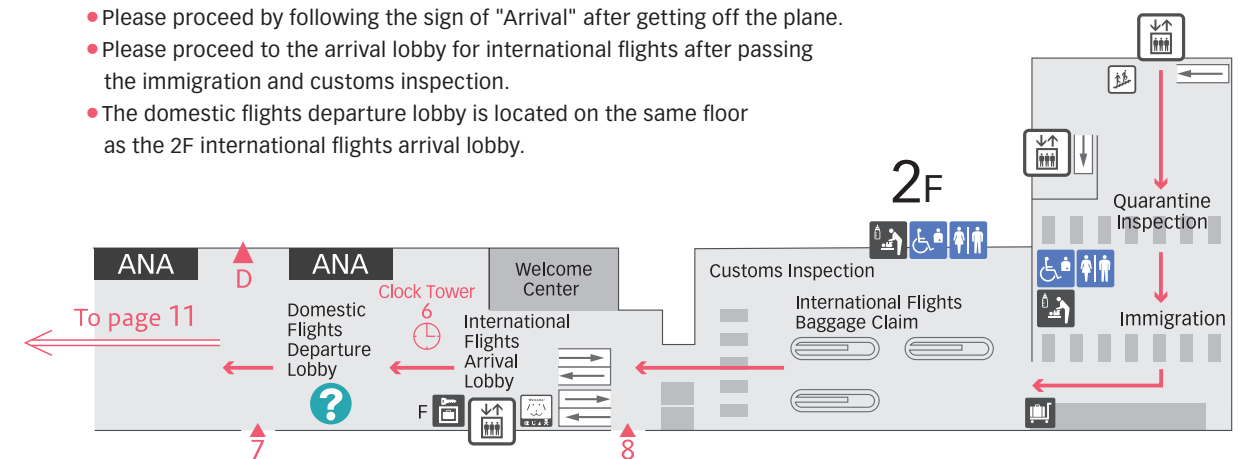 • Please proceed by following the sign of "Arrival" after getting off the plane.
• Please proceed to the arrival lobby for international flights after passing
the immigration and customs inspection.
• The domestic flights departure lobby is located on the same floor
as the 2F international flights arrival lobby.
2F
Quarantine
Inspection
Immigration
Customs Inspection
International Flights
Baggage Claim
Welcome
Center
ANA
ANA
D
Clock Tower
6
International
Flights
Arrival
Lobby
Domestic
Flights
Departure
Lobby
?
F
To page 11
7
8